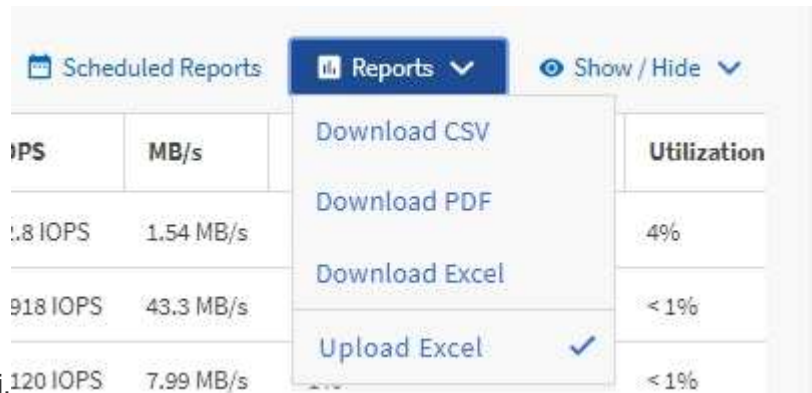 Scheduled Reports Reports Show / Hide
MB/s Utilization
Download CSV
.8 IOPS 1.54 MB/s 4%
Download PDF
918 IOPS 43.3 MB/s < 1%
Download Excel
Upload Excel
120 IOPS 7.99 MB/s < 1%